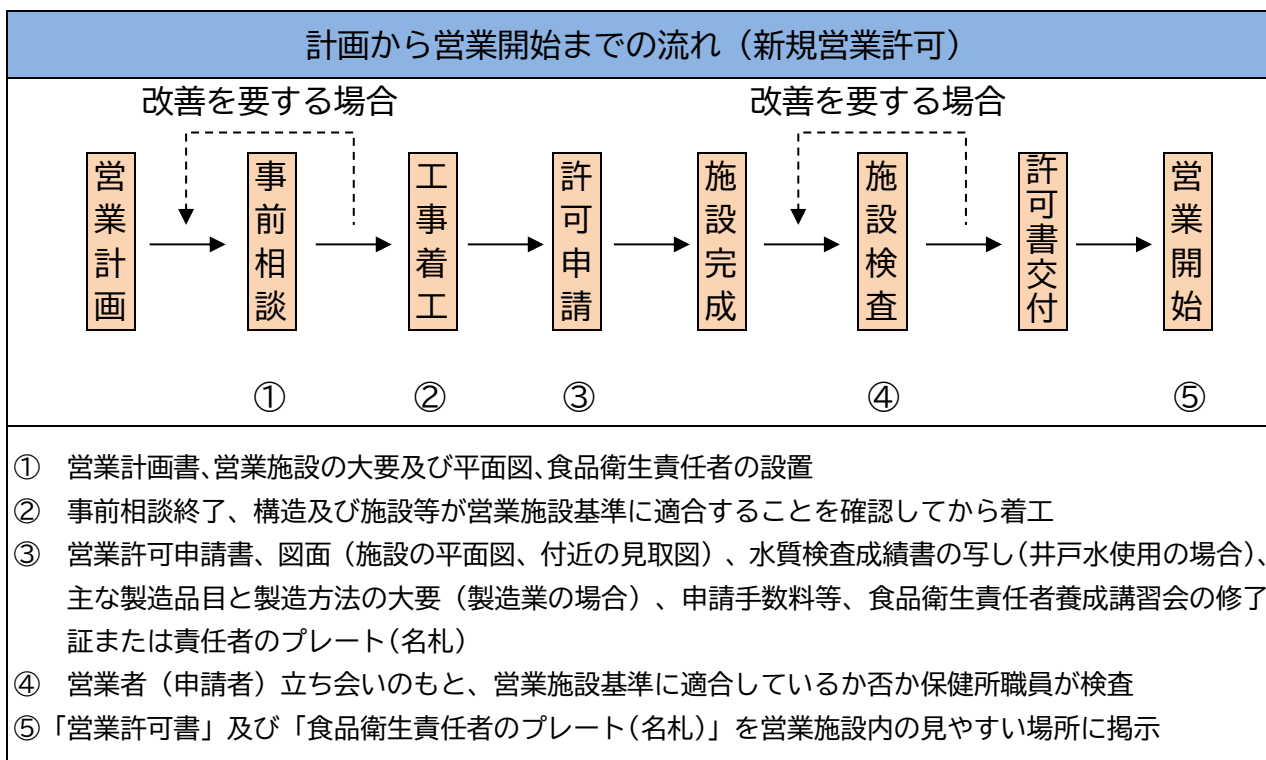 計画から営業開始までの流れ（新規営業許可）
改善を要する場合
改善を要する場合
営業計画
事前相談
工事着工
許可申請
施設完成
施設検査
許可書交付
営業開始
①
②
③
④
⑤
①　営業計画書、営業施設の大要及び平面図、食品衛生責任者の設置
②　事前相談終了、構造及び施設等が営業施設基準に適合することを確認してから着工
③　営業許可申請書、図面（施設の平面図、付近の見取図）、水質検査成績書の写し(井戸水使用の場合)、
主な製造品目と製造方法の大要（製造業の場合）、申請手数料等、食品衛生責任者養成講習会の修了
証または責任者のプレート(名札)
④　営業者（申請者）立ち会いのもと、営業施設基準に適合しているか否か保健所職員が検査
⑤「営業許可書」及び「食品衛生責任者のプレート(名札)」を営業施設内の見やすい場所に掲示